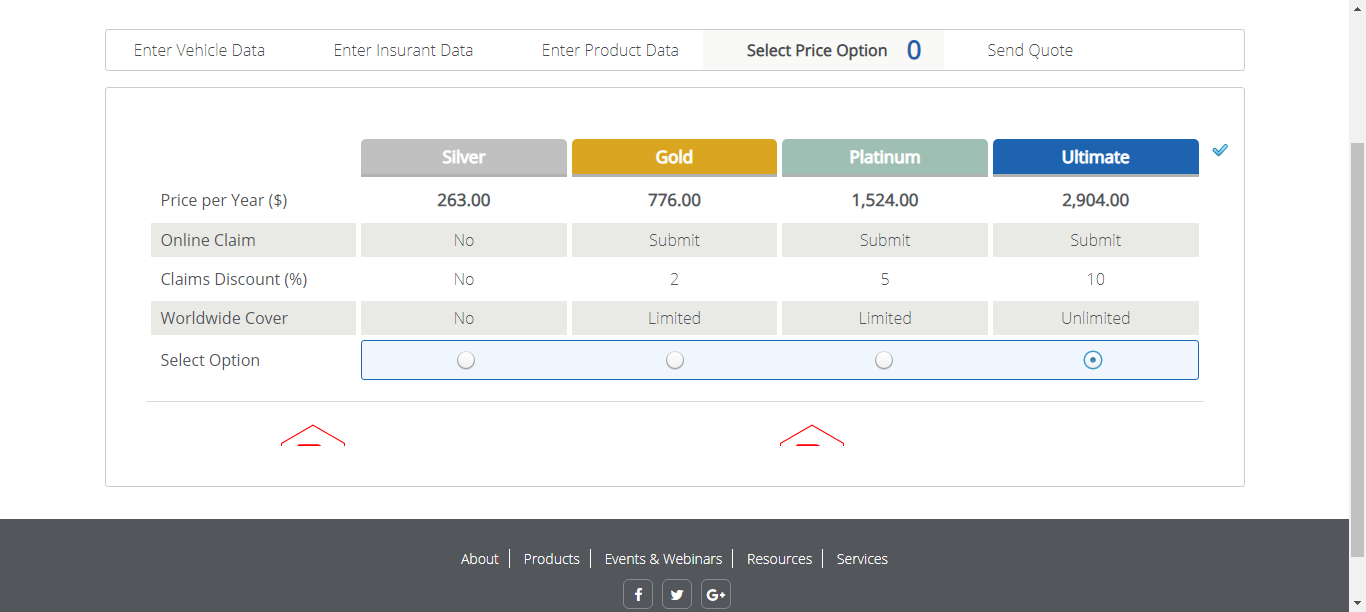 Enter Vehicle Data Enter Insurant Data Enter Product Data Select Price Option 0 Send Quote
Silver Gold Platinum Ultimate
Price per Year ($) 263.00 776.00 1,524.00 2,904.00
Online Claim No Submit Submit Submit
Claims Discount (%) No 2 5 10
Worldwide Cover No Limited Limited Unlimited
Select Option
About Products Events & Webinars Resources Services
f G+